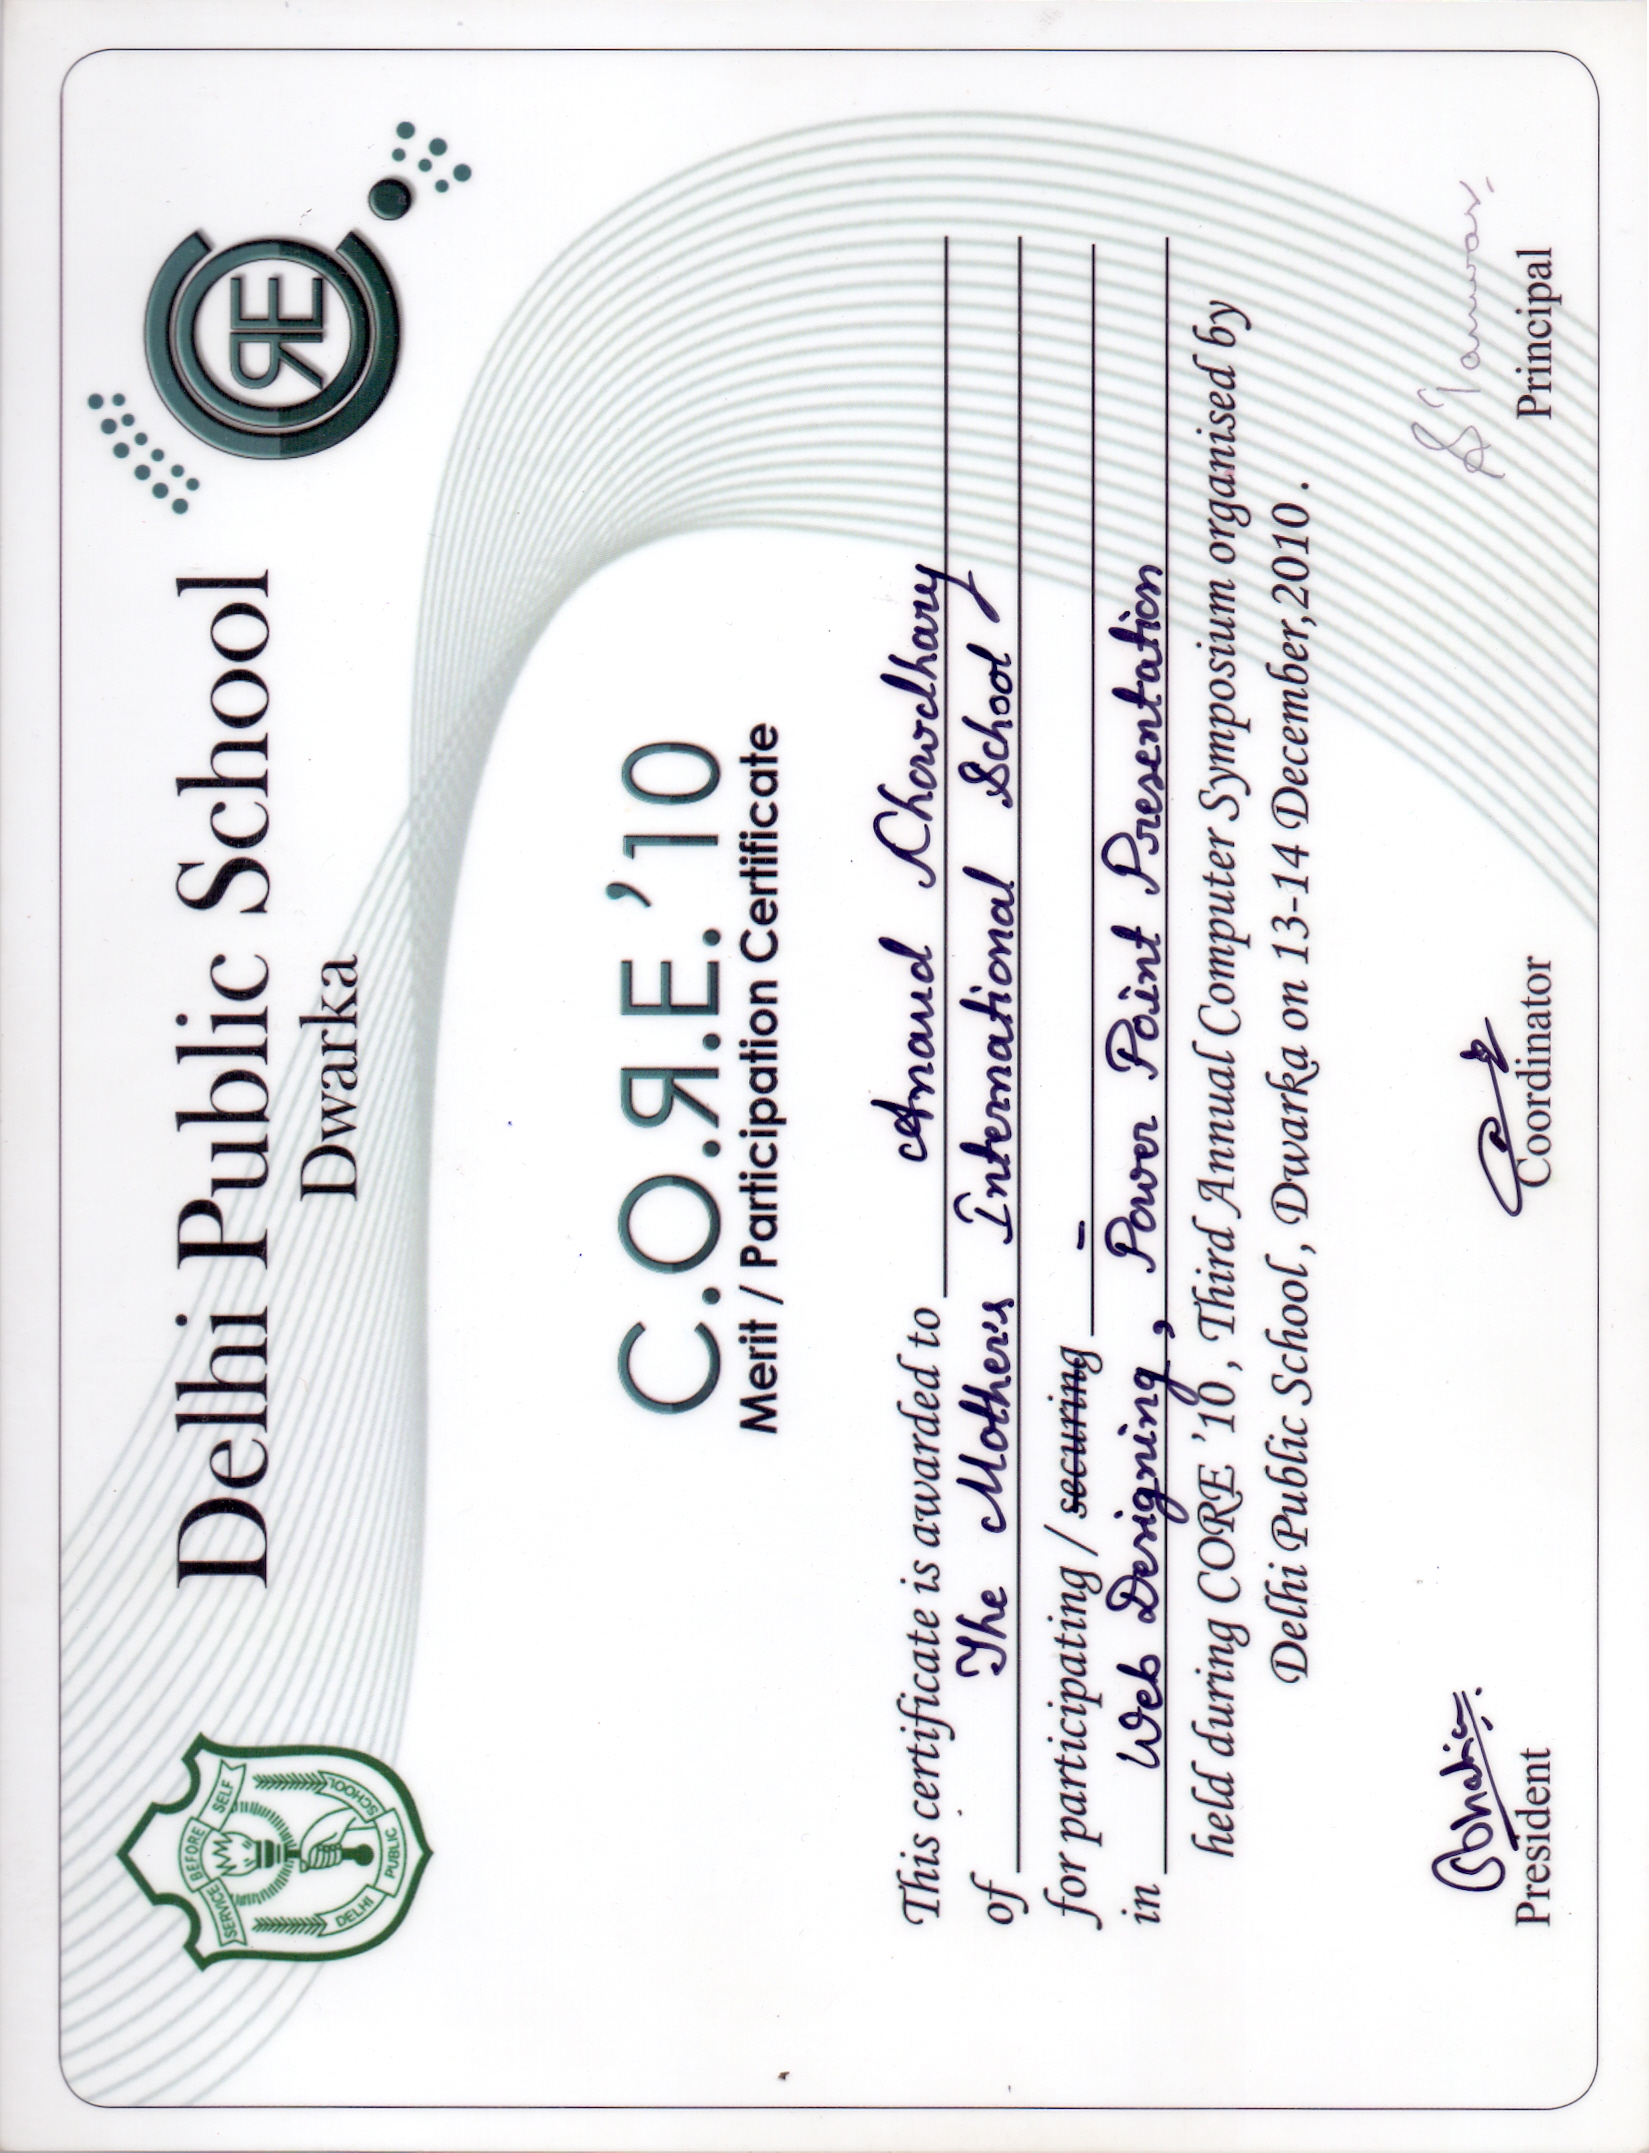 SERVICE BEFORE SELF
DELHI PUBLIC SCHOOL
Delhi Public School
Dwarka
CORE
C.O.Я.E. '10
Merit / Participation Certificate
This certificate is awarded to Anand Chowdhary
of The Mother's International School
for participating / securing –
in Web Designing, Power Point Presentation
held during CORE '10, Third Annual Computer Symposium organised by
Delhi Public School, Dwarka on 13-14 December, 2010.
S Tanwar
President
Coordinator
Principal